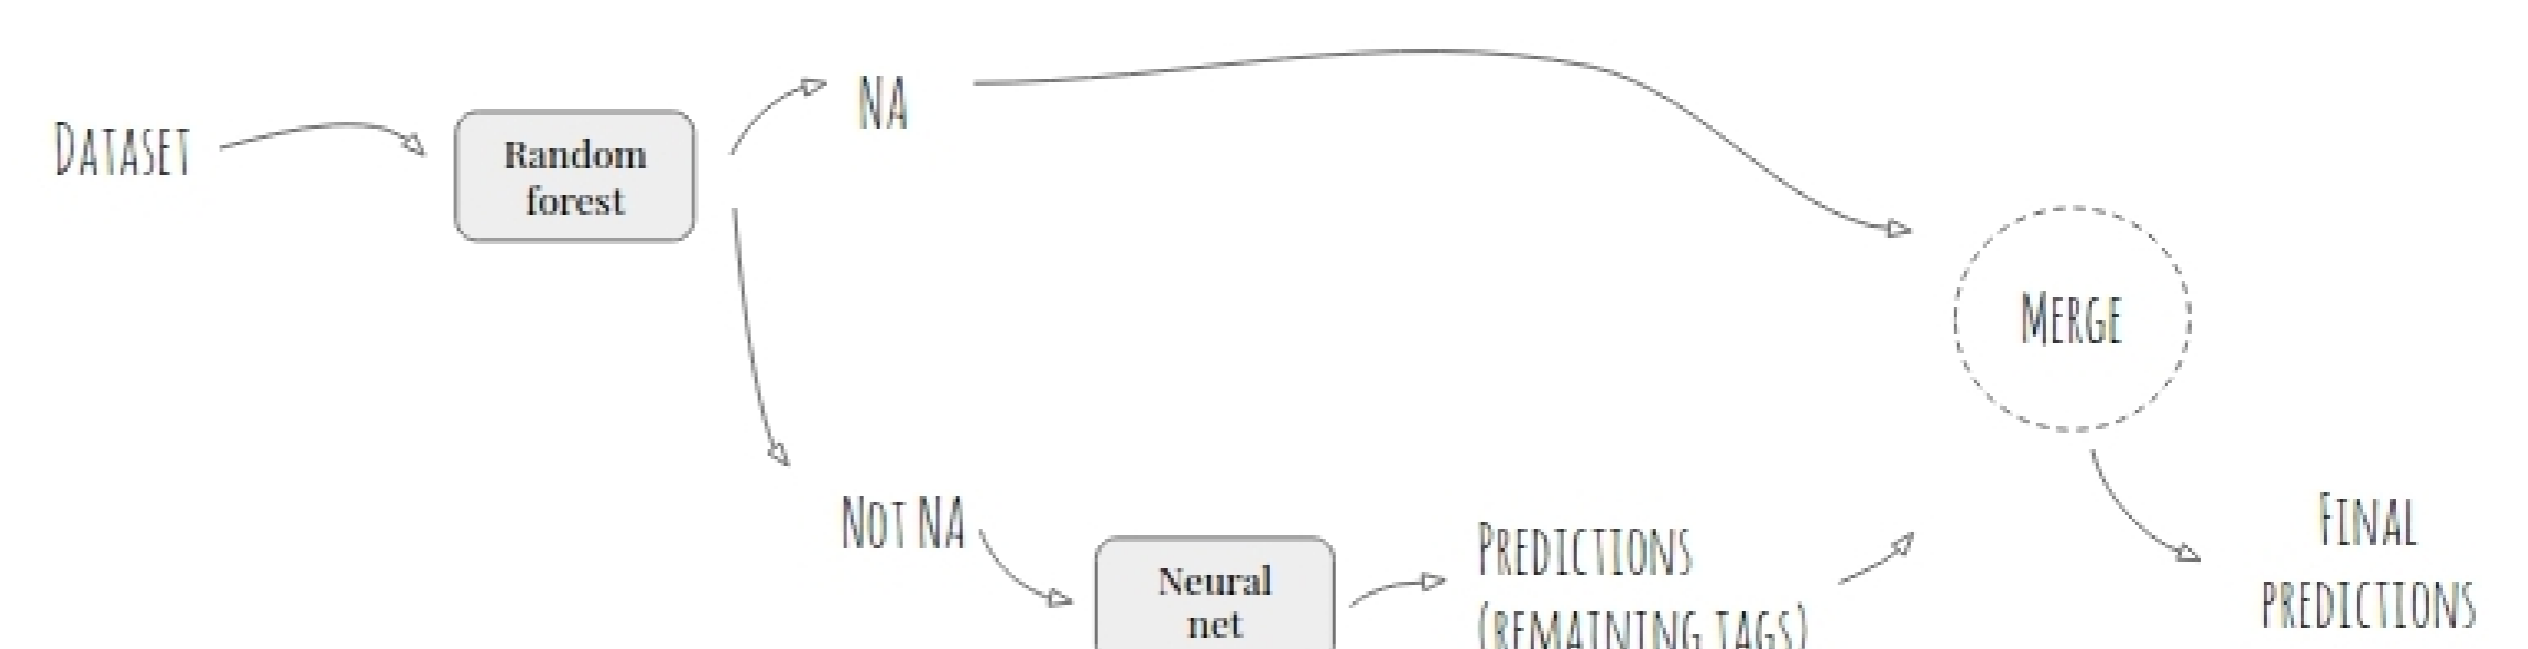 Dataset
Random
forest
NA
Merge
Not NA
Neural
net
Predictions
(remaining tags)
Final
predictions